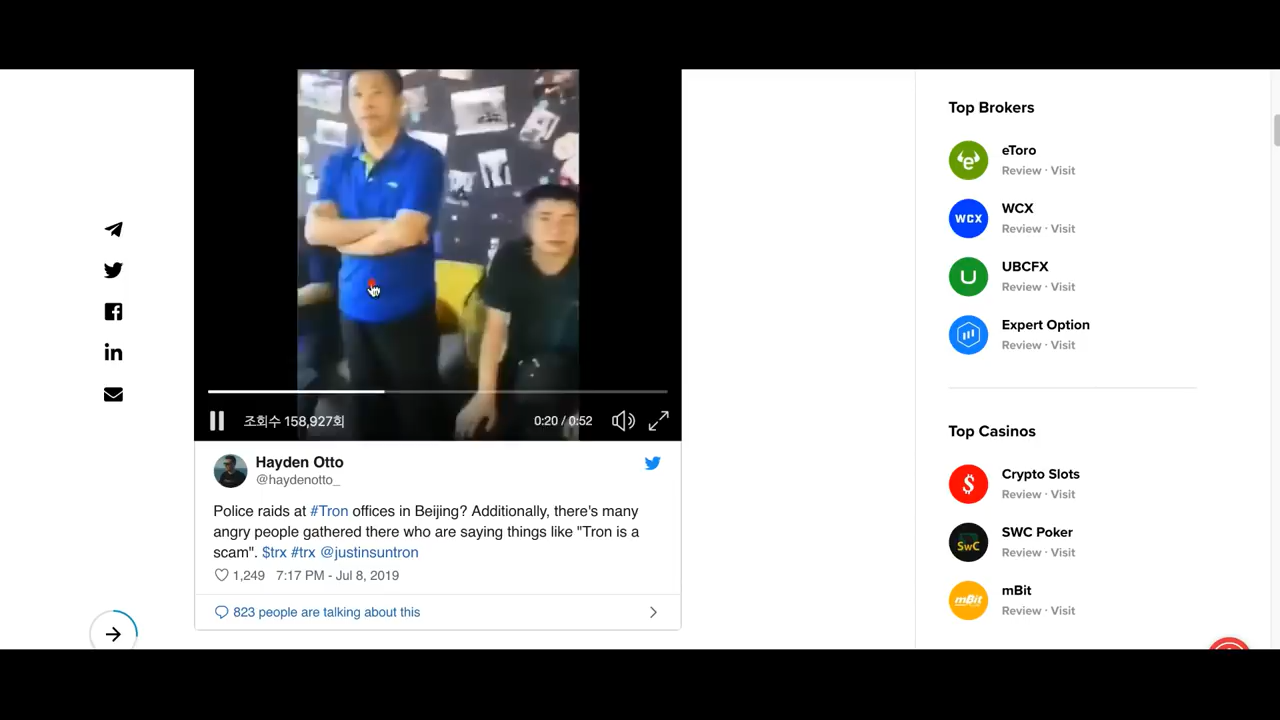 조회수 158,927회
0:20 / 0:52
Hayden Otto
@haydenotto_
Police raids at #Tron offices in Beijing? Additionally, there's many
angry people gathered there who are saying things like "Tron is a
scam". $trx #trx @justinsuntron
1,249 7:17 PM - Jul 8, 2019
823 people are talking about this
Top Brokers
eToro
Review · Visit
WCX
WCX
Review · Visit
UBCFX
Review · Visit
Expert Option
Review · Visit
Top Casinos
Crypto Slots
Review · Visit
SWC Poker
SwC
Review · Visit
mBit
mBit
Review · Visit